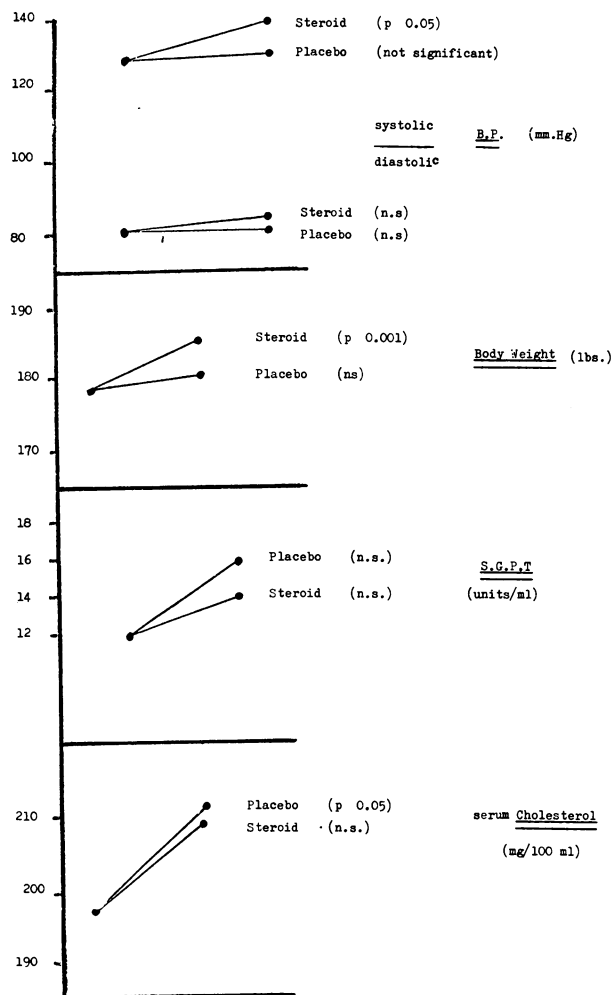 140
Steroid (p 0.05)
Placebo (not significant)
120
systolic B.P. (mm.Hg)
diastolic
100
Steroid (n.s)
Placebo (n.s)
80
190
Steroid (p 0.001)
Body Weight (lbs.)
180
Placebo (ns)
170
18
16
Placebo (n.s.)
S.G.P.T
14
Steroid (n.s.)
(units/ml)
12
210
Placebo (p 0.05)
serum Cholesterol
Steroid (n.s.)
(mg/100 ml)
200
190